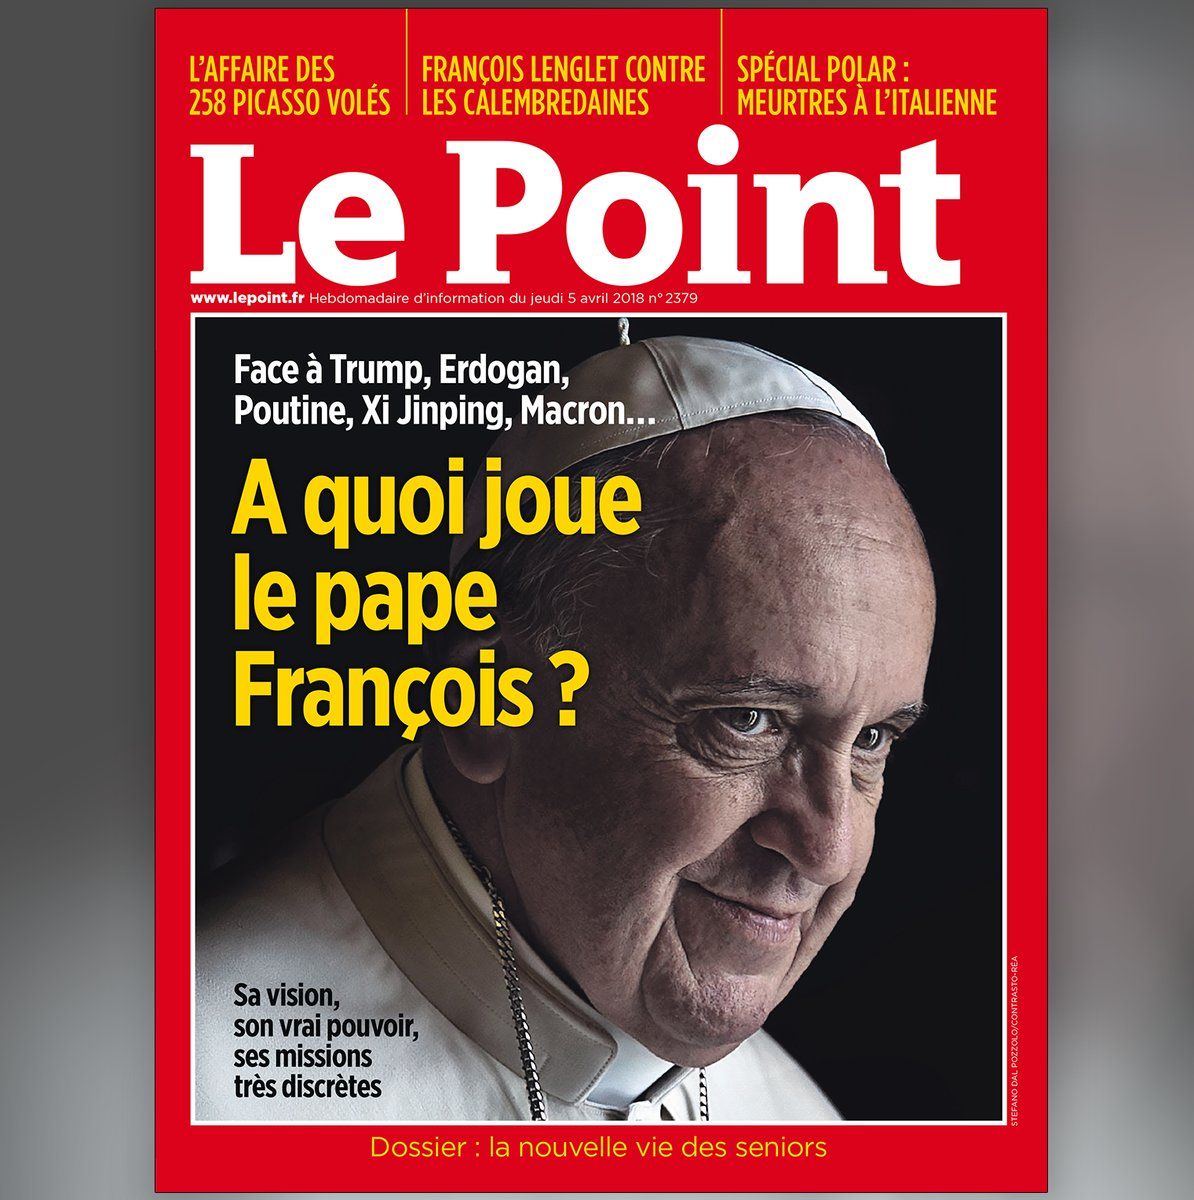 L'AFFAIRE DES
258 PICASSO VOLÉS
FRANÇOIS LENGLET CONTRE
LES CALEMBREDAINES
SPÉCIAL POLAR :
MEURTRES À L'ITALIENNE
Le Point
www.lepoint.fr Hebdomadaire d'information du jeudi 5 avril 2018 n° 2379
Face à Trump, Erdogan,
Poutine, Xi Jinping, Macron...
A quoi joue
le pape
François ?
Sa vision,
son vrai pouvoir,
ses missions
très discrètes
STEFANO DAL POZZOLO/CONTRASTO-RÉA
Dossier : la nouvelle vie des seniors